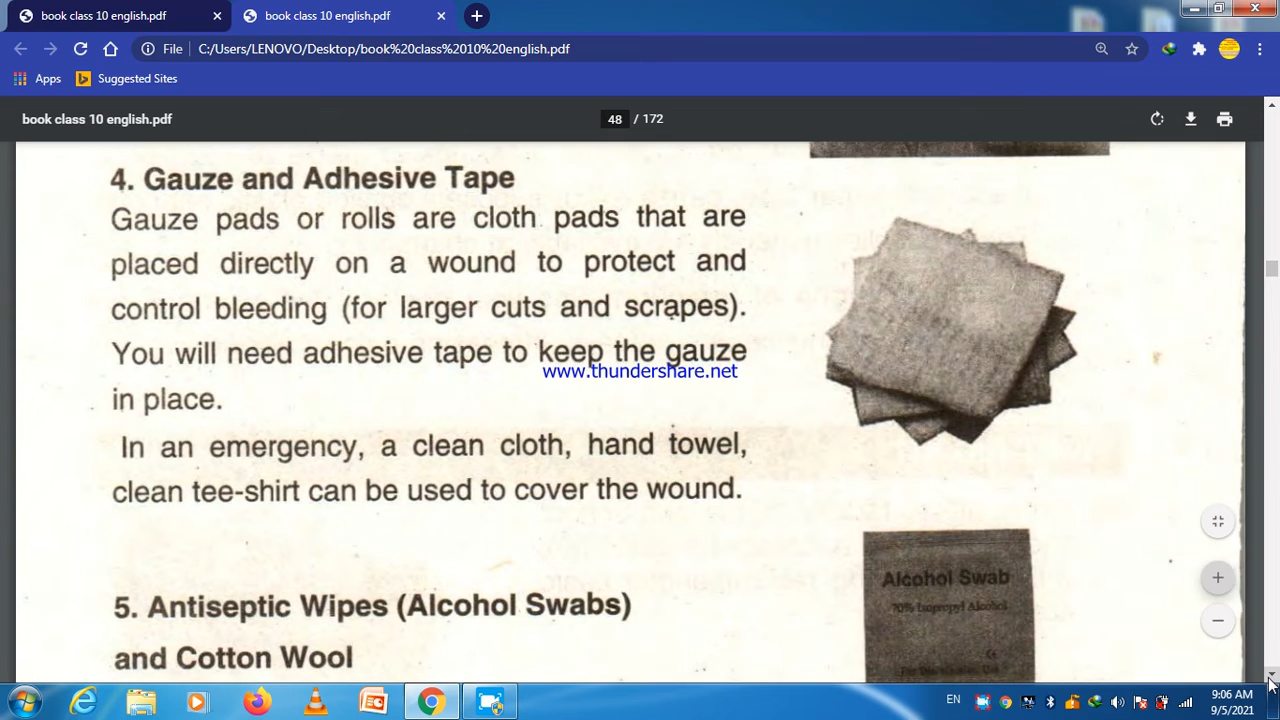 book class 10 english.pdf
book class 10 english.pdf
File C:/Users/LENOVO/Desktop/book%20class%2010%20english.pdf
Apps Suggested Sites
book class 10 english.pdf 48 / 172
4. Gauze and Adhesive Tape
Gauze pads or rolls are cloth pads that are
placed directly on a wound to protect and
control bleeding (for larger cuts and scrapes).
You will need adhesive tape to keep the gauze
www.thundershare.net
in place.
In an emergency, a clean cloth, hand towel,
clean tee-shirt can be used to cover the wound.
Alcohol Swab
70% Isopropyl Alcohol
5. Antiseptic Wipes (Alcohol Swabs)
and Cotton Wool
EN
9:06 AM
9/5/2021